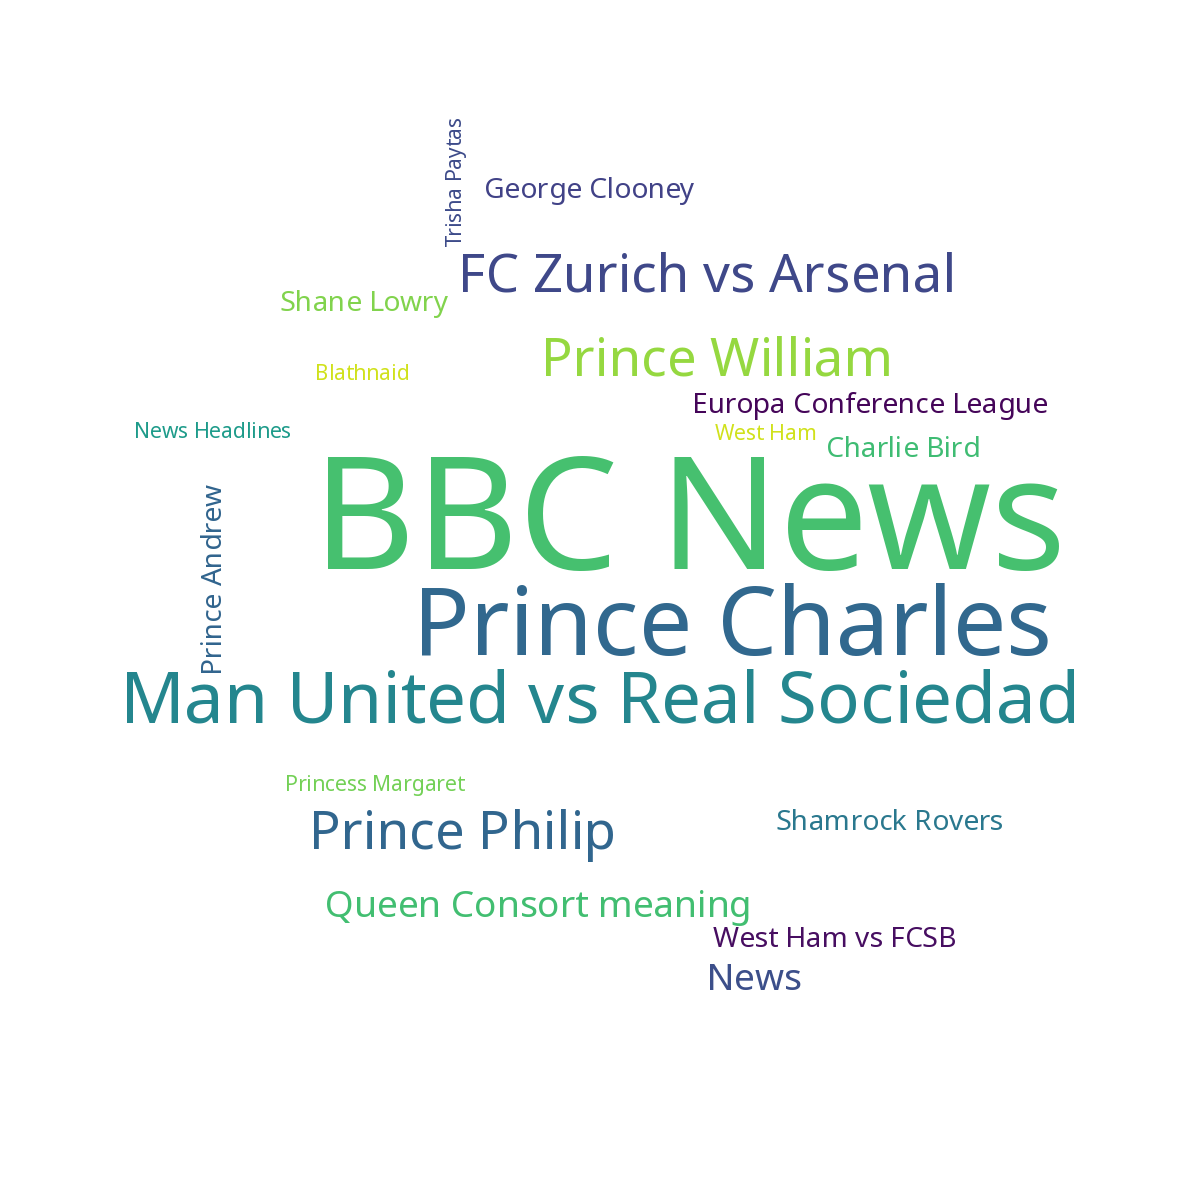 Trisha Paytas
George Clooney
FC Zurich vs Arsenal
Shane Lowry
Prince William
Blathnaid
Europa Conference League
News Headlines
West Ham
Charlie Bird
BBC News
Prince Andrew
Prince Charles
Man United vs Real Sociedad
Princess Margaret
Prince Philip
Shamrock Rovers
Queen Consort meaning
West Ham vs FCSB
News